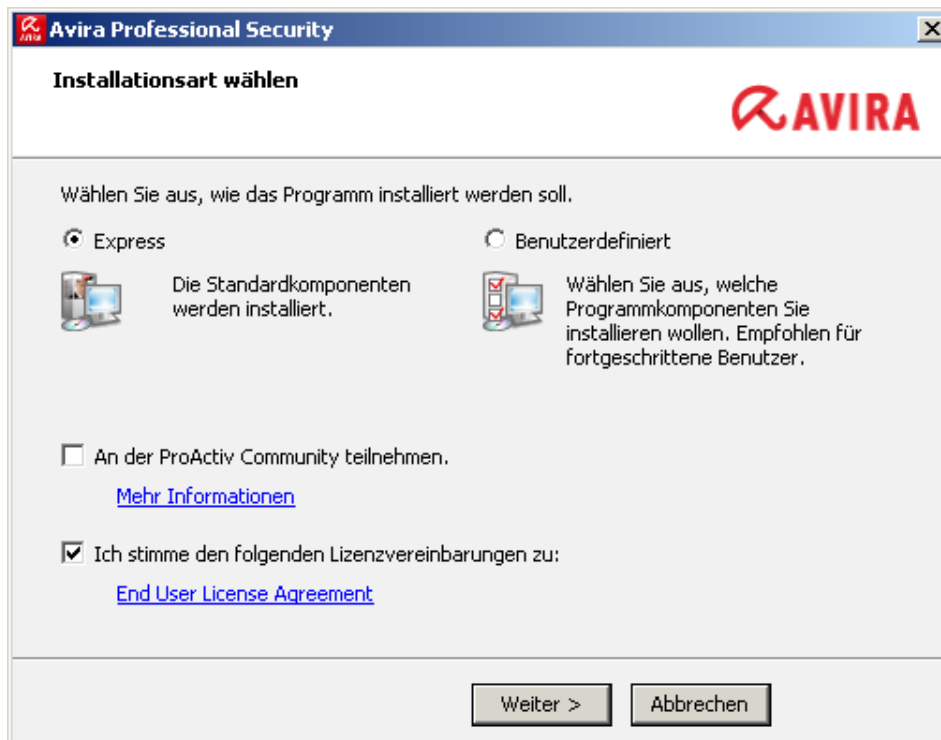 Avira Professional Security
Installationsart wählen
AVIRA
Wählen Sie aus, wie das Programm installiert werden soll.
Express
Die Standardkomponenten
werden installiert.
Benutzerdefiniert
Wählen Sie aus, welche
Programmkomponenten Sie
installieren wollen. Empfohlen für
fortgeschrittene Benutzer.
An der ProActiv Community teilnehmen.
Mehr Informationen
Ich stimme den folgenden Lizenzvereinbarungen zu:
End User License Agreement
Weiter >
Abbrechen